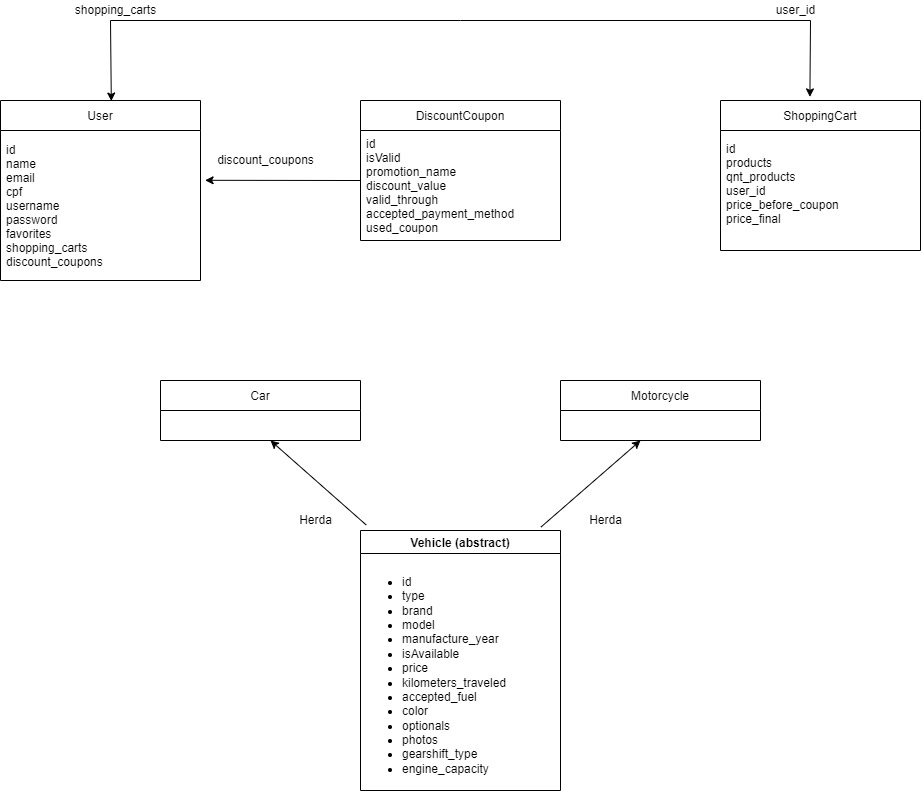 shopping_carts
user_id
User
id
name
email
cpf
username
password
favorites
shopping_carts
discount_coupons
discount_coupons
DiscountCoupon
id
isValid
promotion_name
discount_value
valid_through
accepted_payment_method
used_coupon
ShoppingCart
id
products
qnt_products
user_id
price_before_coupon
price_final
Car
Motorcycle
Herda
Herda
Vehicle (abstract)
id
type
brand
model
manufacture_year
isAvailable
price
kilometers_traveled
accepted_fuel
color
optionals
photos
gearshift_type
engine_capacity